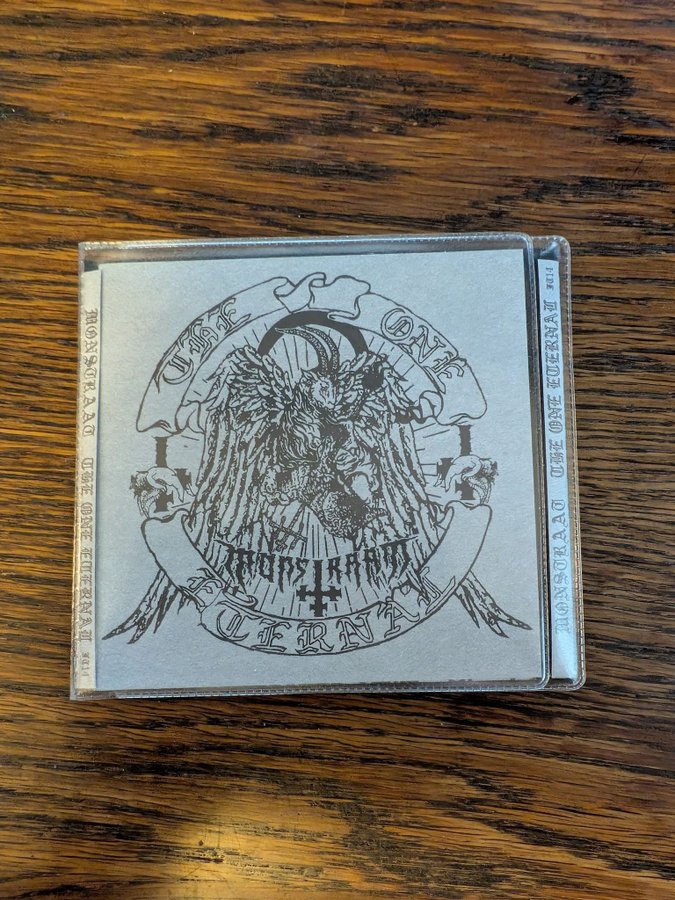 MONSTRAAT THE ONE ETERNAL
THE ONE
MONSTRAAT
ETERNAL
MONSTRAAT THE ONE ETERNAL